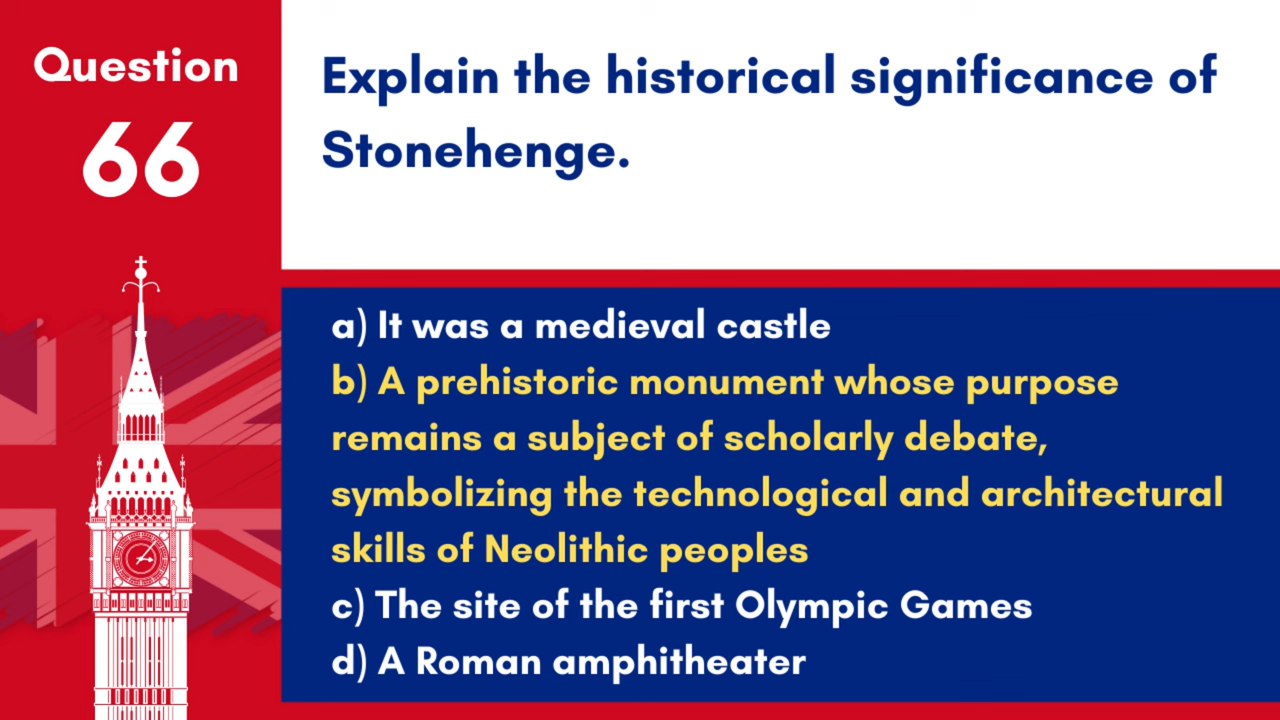 Question
66
Explain the historical significance of
Stonehenge.
a) It was a medieval castle
b) A prehistoric monument whose purpose
remains a subject of scholarly debate,
symbolizing the technological and architectural
skills of Neolithic peoples
c) The site of the first Olympic Games
d) A Roman amphitheater